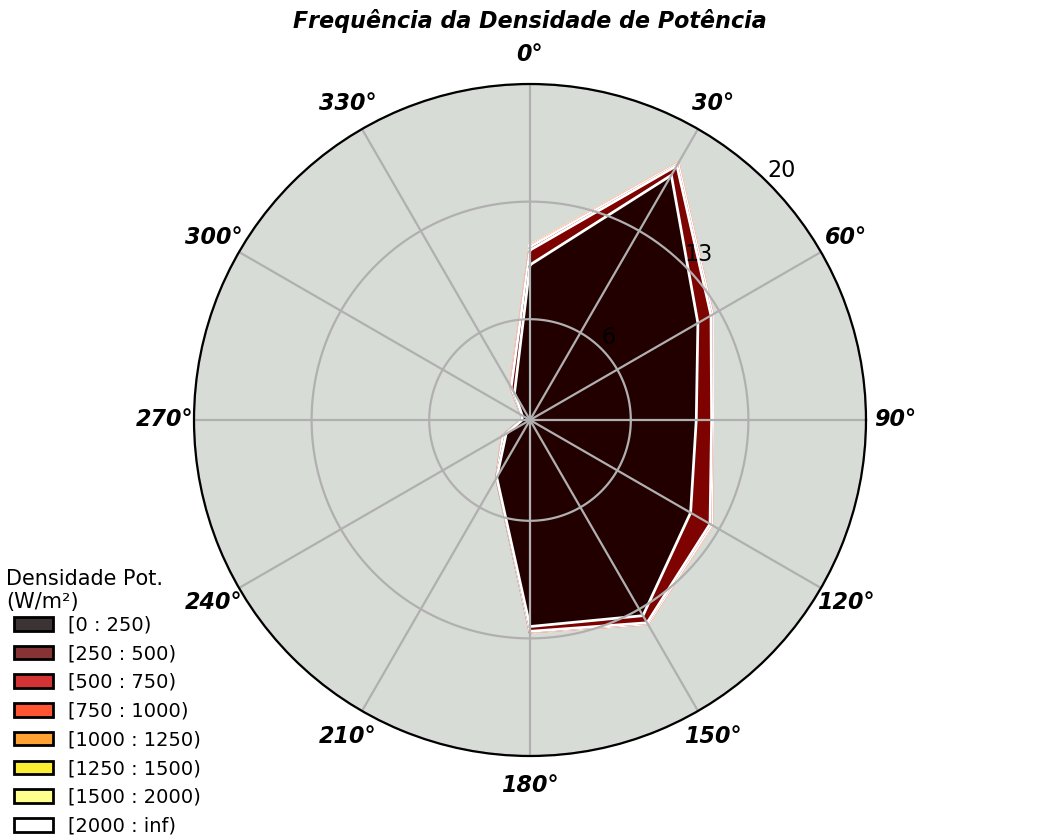 Frequência da Densidade de Potência
0°
330°
30°
20
300°
60°
13
6
270°
90°
240°
120°
210°
150°
180°
Densidade Pot.
(W/m²)
[0 : 250)
[250 : 500)
[500 : 750)
[750 : 1000)
[1000 : 1250)
[1250 : 1500)
[1500 : 2000)
[2000 : inf)